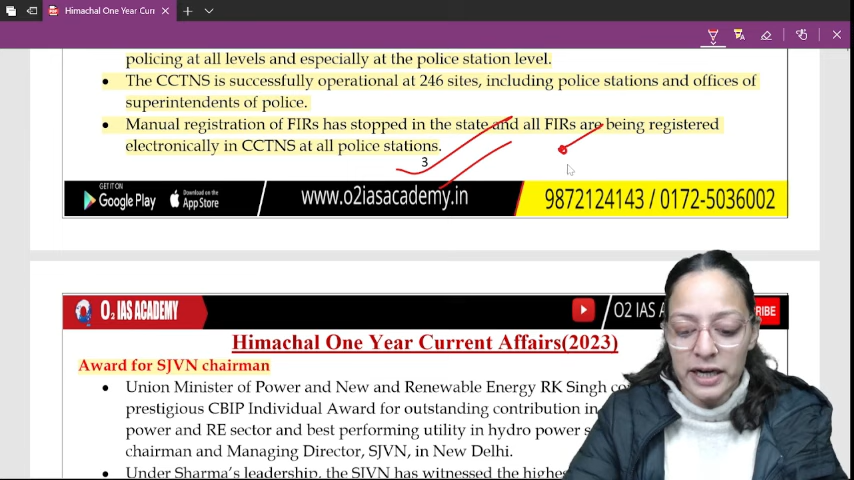 Himachal One Year Curr
policing at all levels and especially at the police station level.
• The CCTNS is successfully operational at 246 sites, including police stations and offices of
superintendents of police.
• Manual registration of FIRs has stopped in the state and all FIRs are being registered
electronically in CCTNS at all police stations.
3
GET IT ON
Google Play
Download on the
App Store
www.o2iasacademy.in
9872124143 / 0172-5036002
O2 IAS ACADEMY
O2 IAS
Himachal One Year Current Affairs(2023)
Award for SJVN chairman
• Union Minister of Power and New and Renewable Energy RK Singh
prestigious CBIP Individual Award for outstanding contribution in
power and RE sector and best performing utility in hydro power
chairman and Managing Director, SJVN, in New Delhi.
• Under Sharma's leadership, the SJVN has witnessed the highest